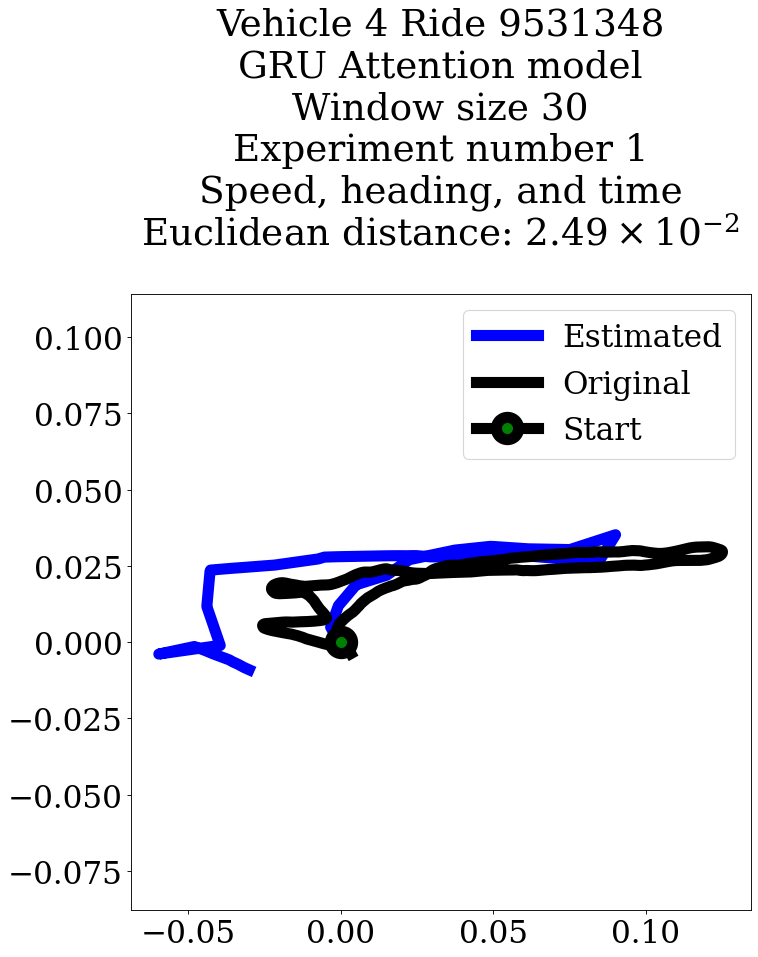 Vehicle 4 Ride 9531348
GRU Attention model
Window size 30
Experiment number 1
Speed, heading, and time
Euclidean distance: 2.49 × 10⁻²
Estimated
Original
Start
0.100
0.075
0.050
0.025
0.000
−0.025
−0.050
−0.075
−0.05 0.00 0.05 0.10